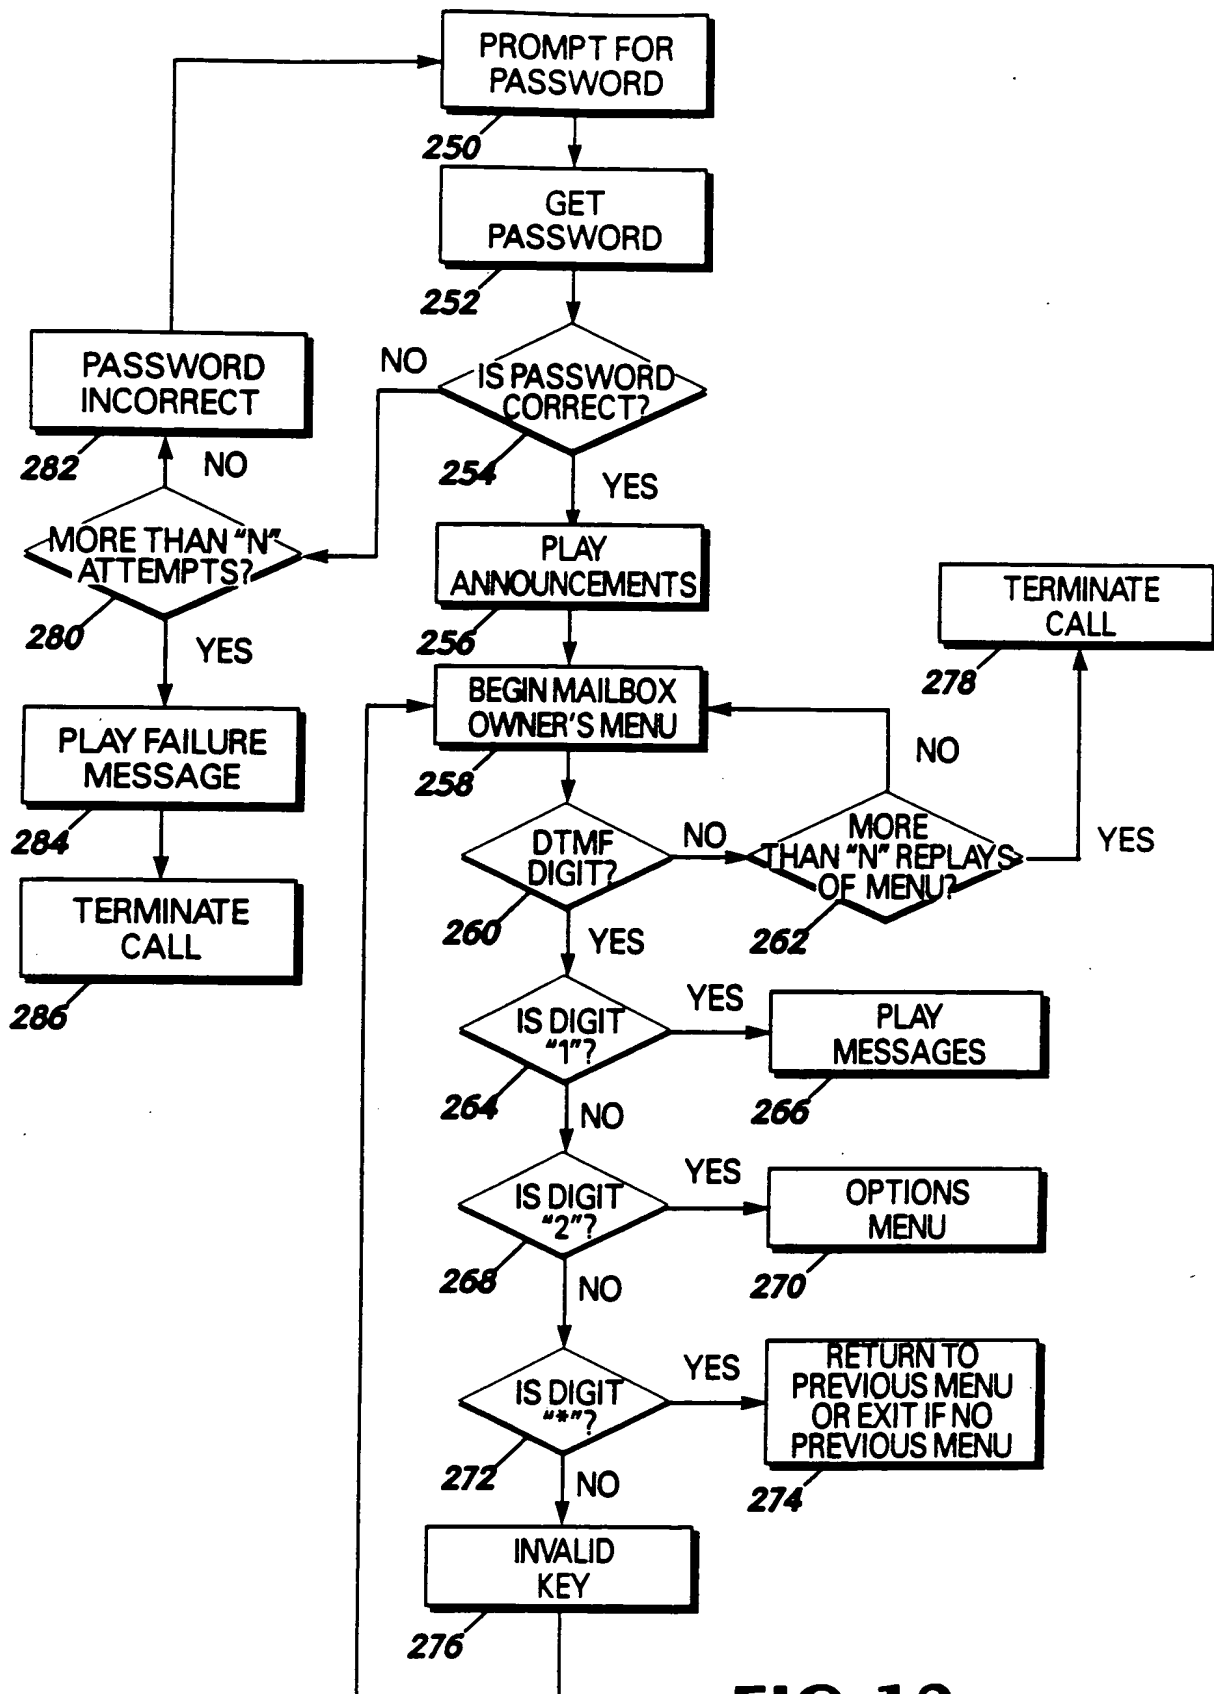 PROMPT FOR
PASSWORD
250
GET
PASSWORD
252
IS PASSWORD
CORRECT?
254
NO
YES
PASSWORD
INCORRECT
282
NO
MORE THAN "N"
ATTEMPTS?
280
YES
PLAY FAILURE
MESSAGE
284
TERMINATE
CALL
286
PLAY
ANNOUNCEMENTS
256
BEGIN MAILBOX
OWNER'S MENU
258
TERMINATE
CALL
278
NO
DTMF
DIGIT?
260
NO
YES
MORE
THAN "N" REPLAYS
OF MENU?
262
YES
IS DIGIT
"1"?
264
YES
NO
PLAY
MESSAGES
266
IS DIGIT
"2"?
268
YES
NO
OPTIONS
MENU
270
IS DIGIT
"*"?
272
YES
NO
RETURN TO
PREVIOUS MENU
OR EXIT IF NO
PREVIOUS MENU
274
INVALID
KEY
276